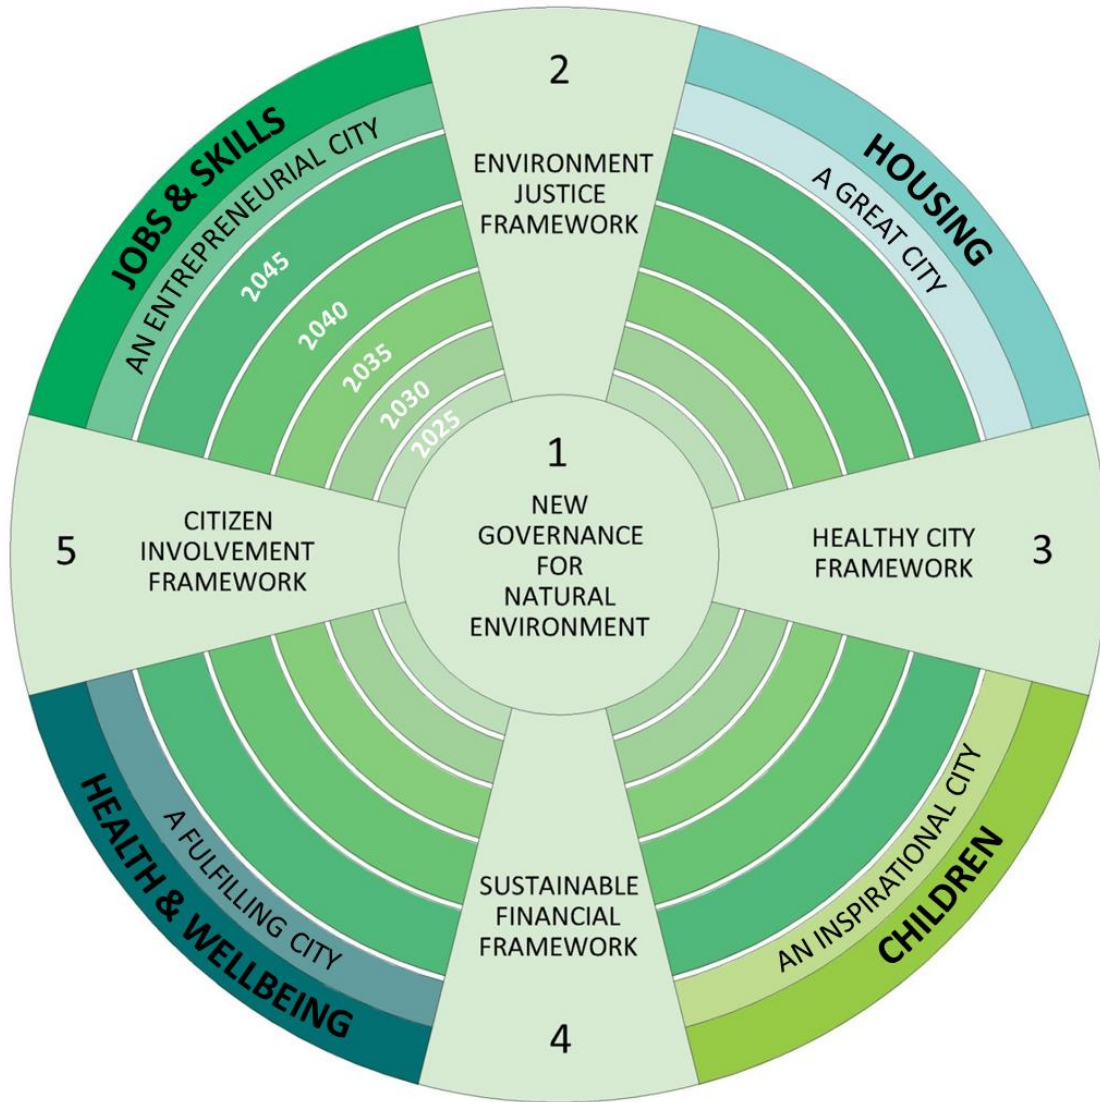 2
ENVIRONMENT
JUSTICE
FRAMEWORK
JOBS & SKILLS
AN ENTREPRENEURIAL CITY
HOUSING
A GREAT CITY
2045
2040
2035
2030
2025
1
NEW
GOVERNANCE
FOR
NATURAL
ENVIRONMENT
5
CITIZEN
INVOLVEMENT
FRAMEWORK
HEALTHY CITY
FRAMEWORK
3
HEALTH & WELLBEING
A FULFILLING CITY
SUSTAINABLE
FINANCIAL
FRAMEWORK
4
AN INSPIRATIONAL CITY
CHILDREN